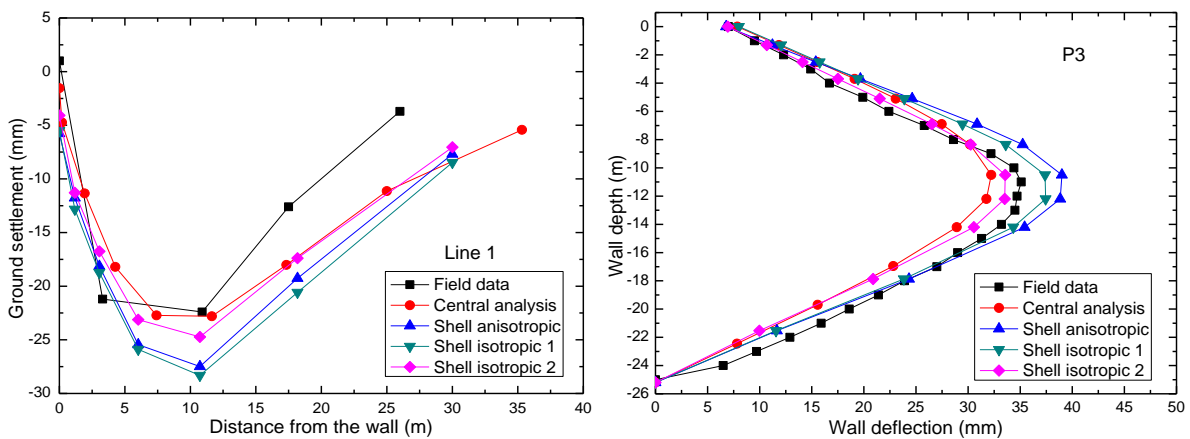 5
0
-5
-10
-15
-20
-25
-30
Ground settlement (mm)
0 5 10 15 20 25 30 35 40
Distance from the wall (m)
Line 1
Field data
Central analysis
Shell anisotropic
Shell isotropic 1
Shell isotropic 2
0
-2
-4
-6
-8
-10
-12
-14
-16
-18
-20
-22
-24
-26
Wall depth (m)
0 5 10 15 20 25 30 35 40 45 50
Wall deflection (mm)
P3
Field data
Central analysis
Shell anisotropic
Shell isotropic 1
Shell isotropic 2